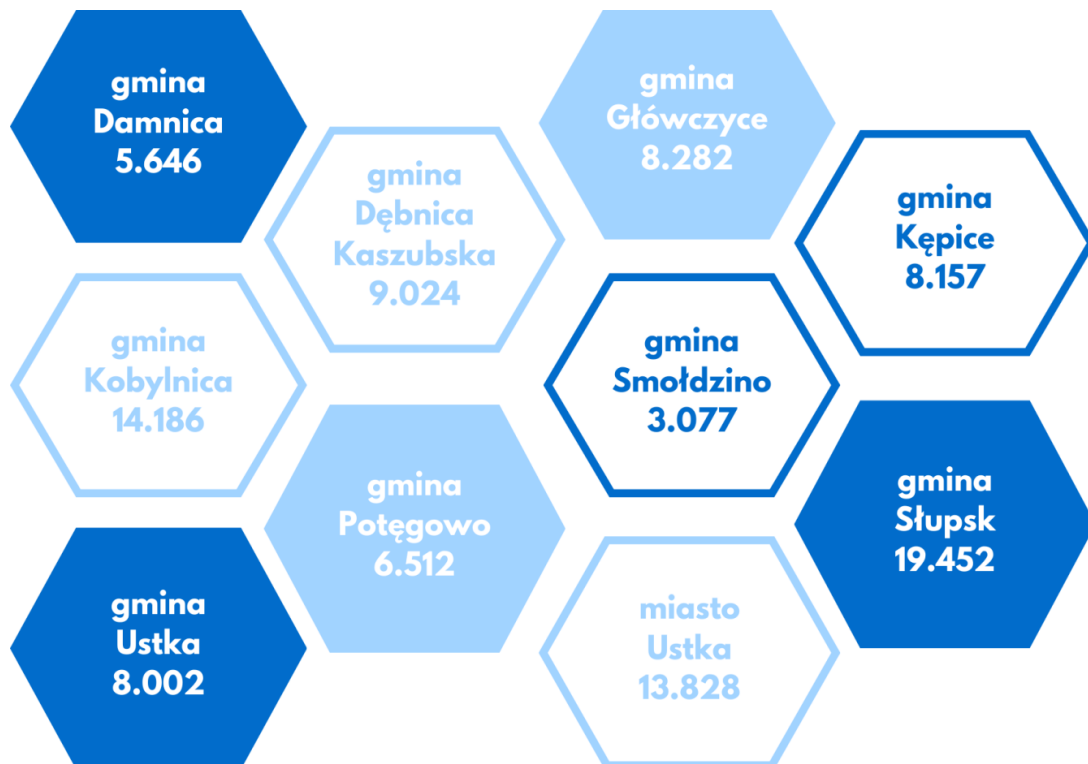 gmina
Damnica
5.646
gmina
Główczyce
8.282
gmina
Dębnica
Kaszubska
9.024
gmina
Kępice
8.157
gmina
Kobylnica
14.186
gmina
Smołdzino
3.077
gmina
Potęgowo
6.512
gmina
Słupsk
19.452
gmina
Ustka
8.002
miasto
Ustka
13.828